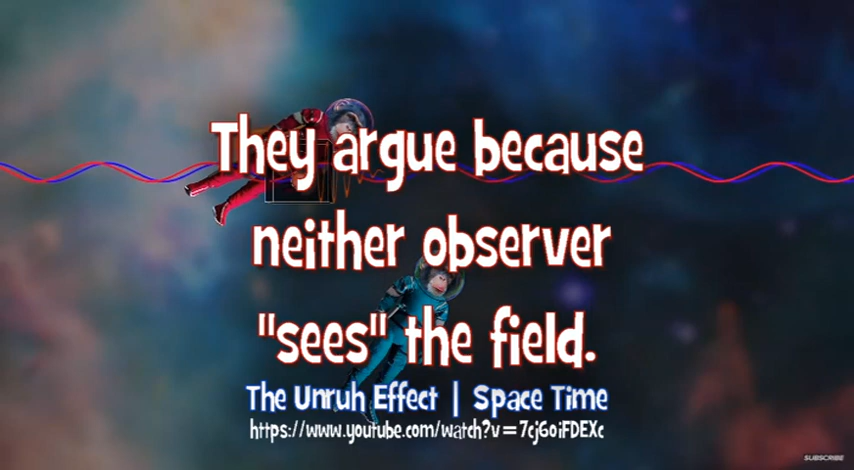 They argue because
neither observer
"sees" the field.
The Unruh Effect | Space Time
https://www.youtube.com/watch?v=7cj6oiFDEXc
SUBSCRIBE